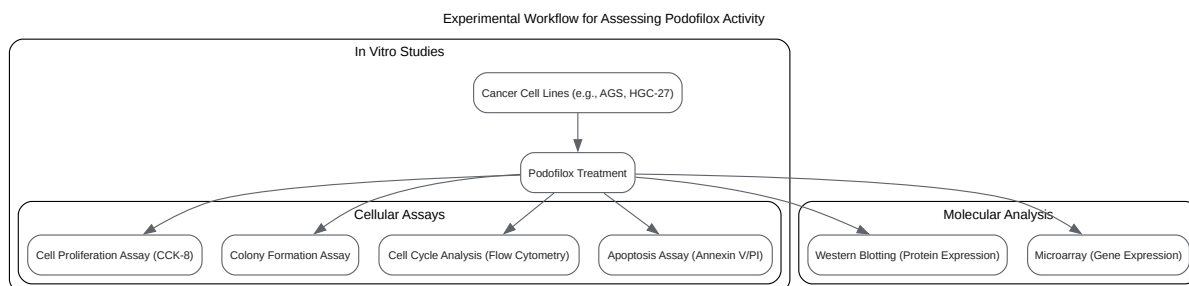 Experimental Workflow for Assessing Podofilox Activity
In Vitro Studies
Cancer Cell Lines (e.g., AGS, HGC-27)
Podofilox Treatment
Cellular Assays
Molecular Analysis
Cell Proliferation Assay (CCK-8)
Colony Formation Assay
Cell Cycle Analysis (Flow Cytometry)
Apoptosis Assay (Annexin V/PI)
Western Blotting (Protein Expression)
Microarray (Gene Expression)